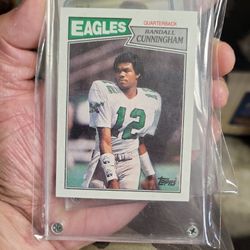 EAGLES
QUARTERBACK
RANDALL
CUNNINGHAM
12
Topps